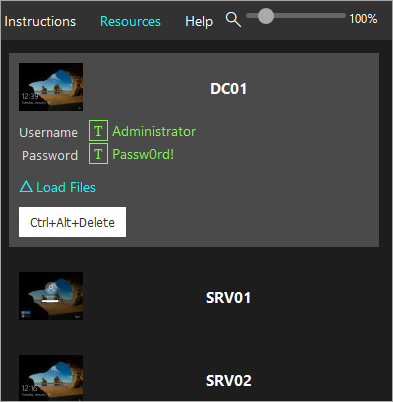 Instructions Resources Help 100%
DC01
12:39
Username T Administrator
Password T Passw0rd!
Load Files
Ctrl+Alt+Delete
SRV01
SRV02
12:16